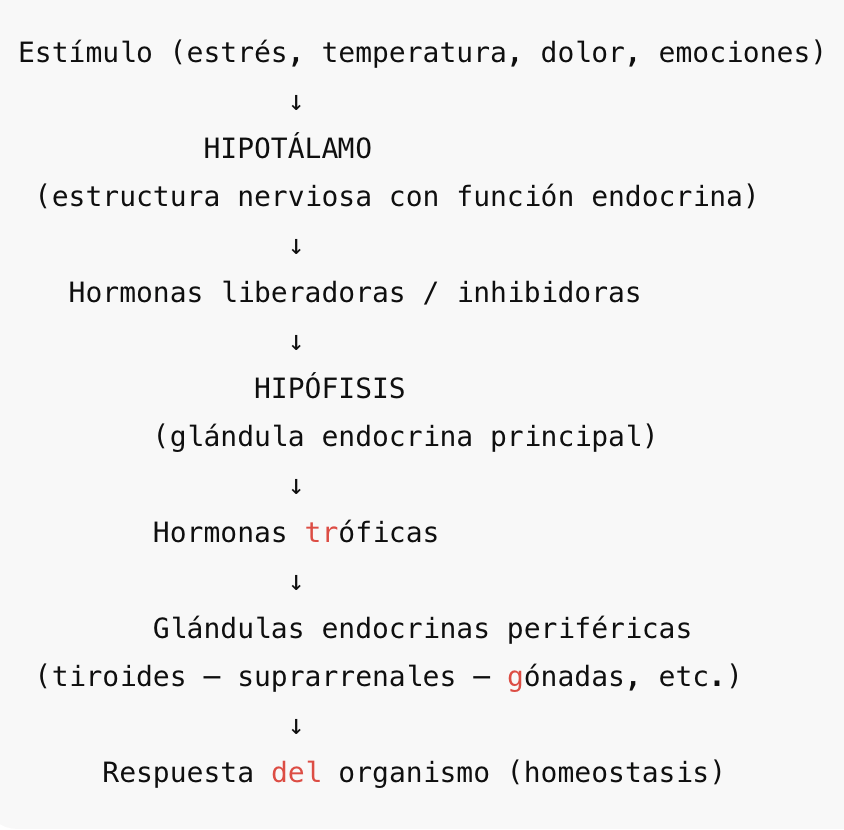 Estímulo (estrés, temperatura, dolor, emociones)
↓
HIPOTÁLAMO
(estructura nerviosa con función endocrina)
↓
Hormonas liberadoras / inhibidoras
↓
HIPÓFISIS
(glándula endocrina principal)
↓
Hormonas tróficas
↓
Glándulas endocrinas periféricas
(tiroides – suprarrenales – gónadas, etc.)
↓
Respuesta del organismo (homeostasis)